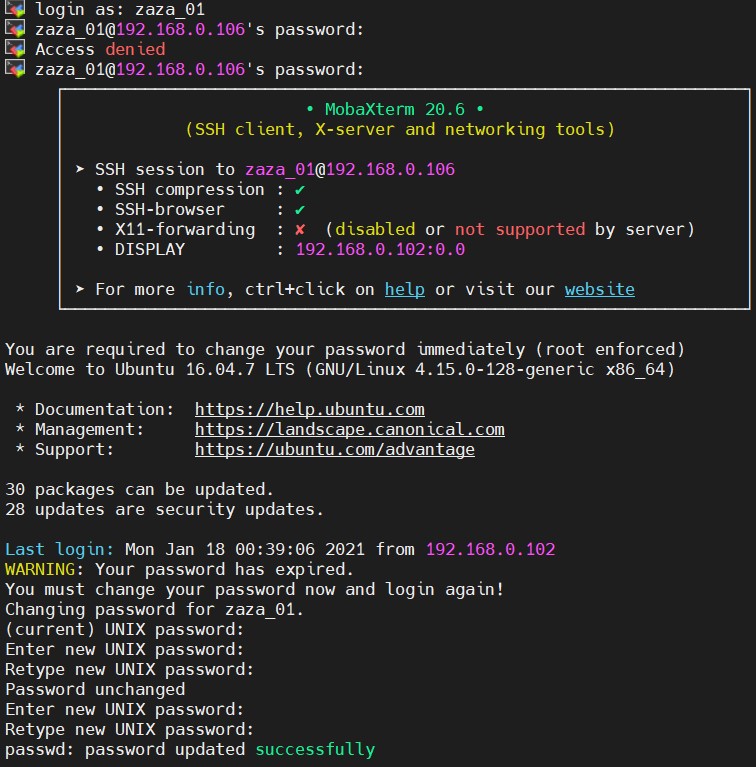 login as: zaza_01
zaza_01@192.168.0.106's password:
Access denied
zaza_01@192.168.0.106's password:
• MobaXterm 20.6 •
(SSH client, X-server and networking tools)
➤ SSH session to zaza_01@192.168.0.106
• SSH compression : ✔
• SSH-browser     : ✔
• X11-forwarding  : ✘  (disabled or not supported by server)
• DISPLAY         : 192.168.0.102:0.0
➤ For more info, ctrl+click on help or visit our website
You are required to change your password immediately (root enforced)
Welcome to Ubuntu 16.04.7 LTS (GNU/Linux 4.15.0-128-generic x86_64)
* Documentation:  https://help.ubuntu.com
* Management:     https://landscape.canonical.com
* Support:        https://ubuntu.com/advantage
30 packages can be updated.
28 updates are security updates.
Last login: Mon Jan 18 00:39:06 2021 from 192.168.0.102
WARNING: Your password has expired.
You must change your password now and login again!
Changing password for zaza_01.
(current) UNIX password:
Enter new UNIX password:
Retype new UNIX password:
Password unchanged
Enter new UNIX password:
Retype new UNIX password:
passwd: password updated successfully